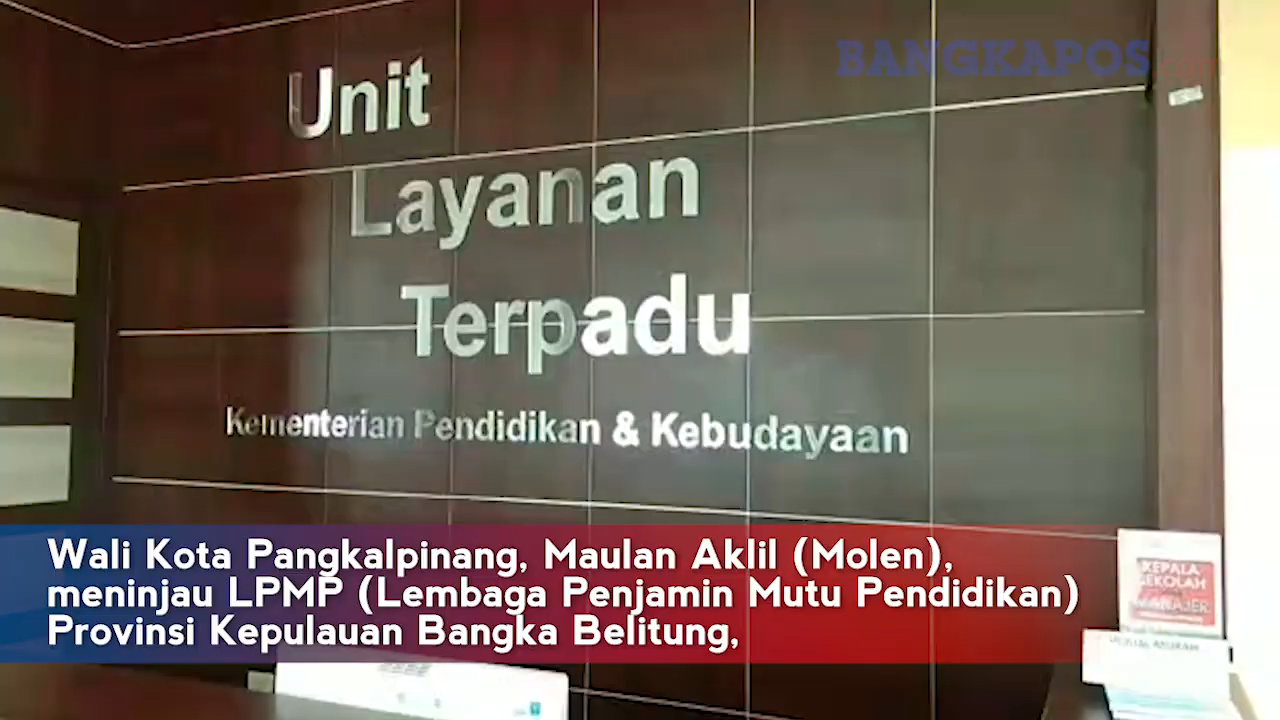 BANGKAPOS
Unit
Layanan
Terpadu
Kementerian Pendidikan & Kebudayaan
KEPALA
SEKOLAH
MANAJER
Wali Kota Pangkalpinang, Maulan Aklil (Molen),
meninjau LPMP (Lembaga Penjamin Mutu Pendidikan)
Provinsi Kepulauan Bangka Belitung,